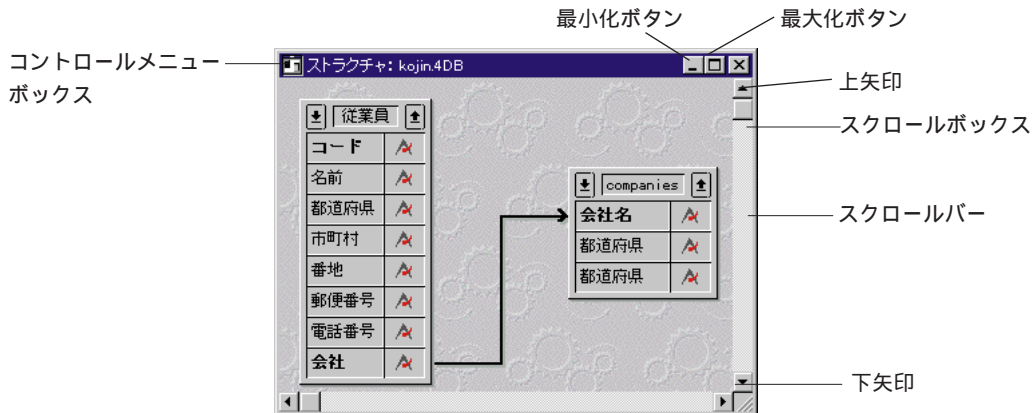 最小化ボタン
最大化ボタン
コントロールメニュー
ボックス
ストラクチャ: kojin.4DB
上矢印
スクロールボックス
スクロールバー
下矢印
従業員
コード
名前
都道府県
市町村
番地
郵便番号
電話番号
会社
companies
会社名
都道府県
都道府県